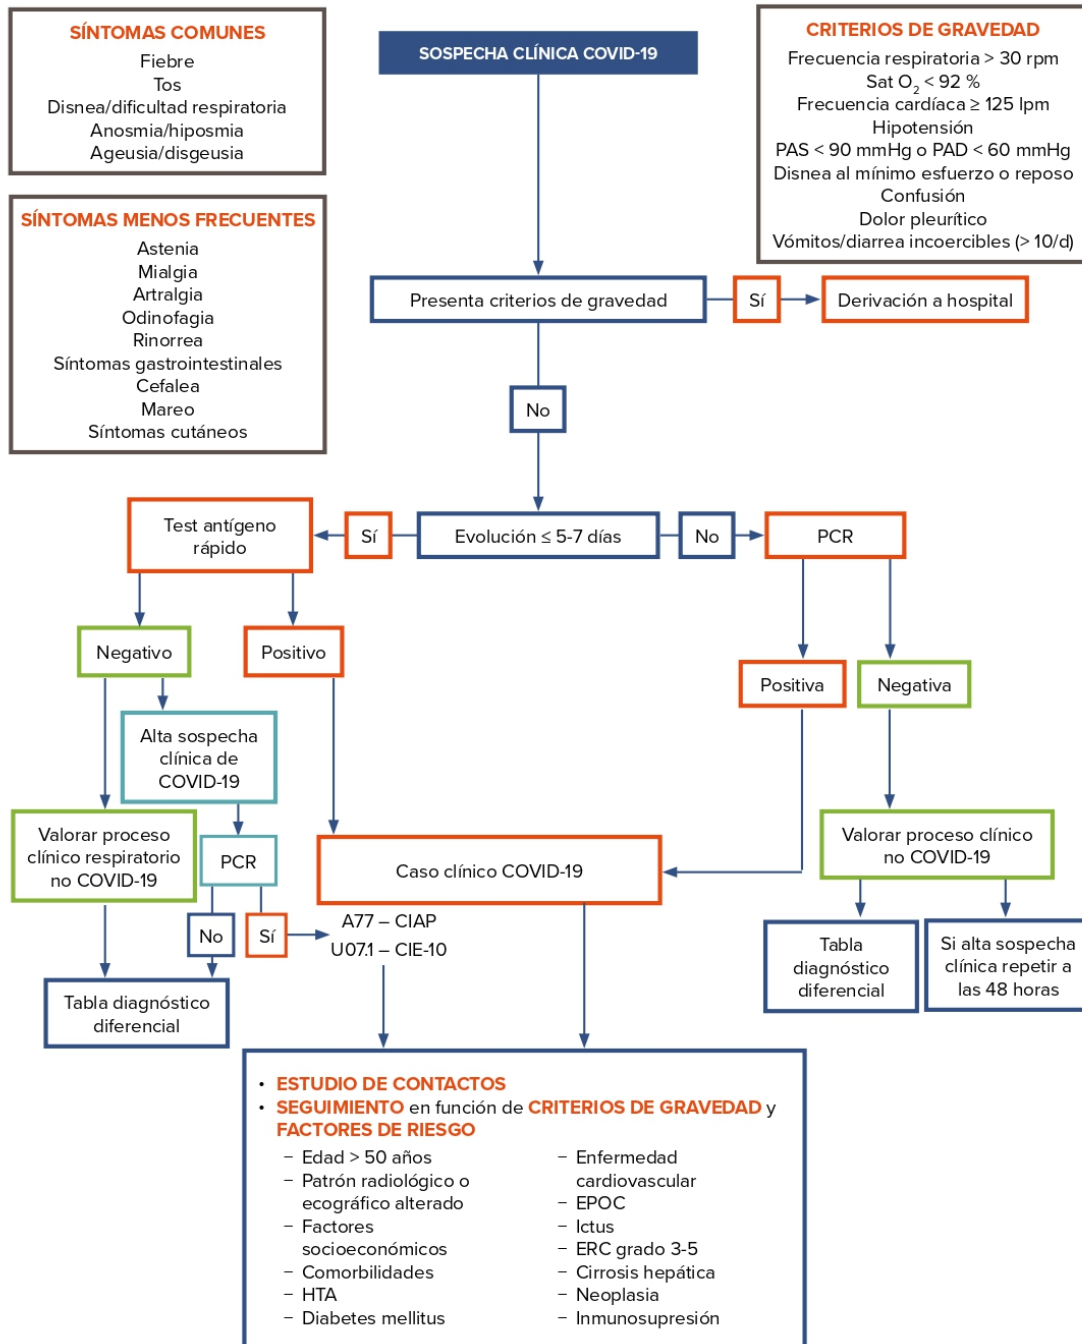 SÍNTOMAS COMUNES
Fiebre
Tos
Disnea/dificultad respiratoria
Anosmia/hiposmia
Ageusia/disgeusia
SÍNTOMAS MENOS FRECUENTES
Astenia
Mialgia
Artralgia
Odinofagia
Rinorrea
Síntomas gastrointestinales
Cefalea
Mareo
Síntomas cutáneos
SOSPECHA CLÍNICA COVID-19
CRITERIOS DE GRAVEDAD
Frecuencia respiratoria > 30 rpm
Sat O₂ < 92 %
Frecuencia cardíaca ≥ 125 lpm
Hipotensión
PAS < 90 mmHg o PAD < 60 mmHg
Disnea al mínimo esfuerzo o reposo
Confusión
Dolor pleurítico
Vómitos/diarrea incoercibles (> 10/d)
Presenta criterios de gravedad
Sí
Derivación a hospital
No
Evolución ≤ 5-7 días
Sí
Test antígeno
rápido
No
PCR
Negativo
Positivo
Positiva
Negativa
Alta sospecha
clínica de
COVID-19
Valorar proceso
clínico respiratorio
no COVID-19
PCR
Caso clínico COVID-19
Valorar proceso clínico
no COVID-19
No
Sí
A77 – CIAP
U07.1 – CIE-10
Tabla diagnóstico
diferencial
Tabla
diagnóstico
diferencial
Si alta sospecha
clínica repetir a
las 48 horas
• ESTUDIO DE CONTACTOS
• SEGUIMIENTO en función de CRITERIOS DE GRAVEDAD y
FACTORES DE RIESGO
– Edad > 50 años
– Patrón radiológico o
ecográfico alterado
– Factores
socioeconómicos
– Comorbilidades
– HTA
– Diabetes mellitus
– Enfermedad
cardiovascular
– EPOC
– Ictus
– ERC grado 3-5
– Cirrosis hepática
– Neoplasia
– Inmunosupresión